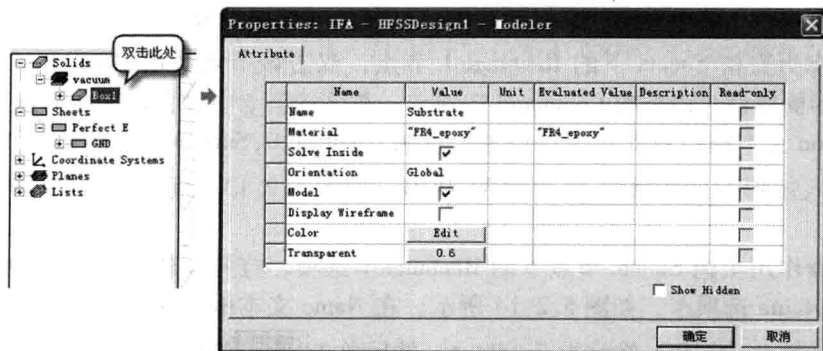 双击此处
Solids
vacuum
Box1
Sheets
Perfect E
GND
Coordinate Systems
Planes
Lists
Properties: IFA - HFSSDesign1 - Modeler
Attribute
Name Value Unit Evaluated Value Description Read-only
Name Substrate
Material "FR4_epoxy" "FR4_epoxy"
Solve Inside
Orientation Global
Model
Display Wireframe
Color Edit
Transparent 0.6
Show Hidden
确定 取消